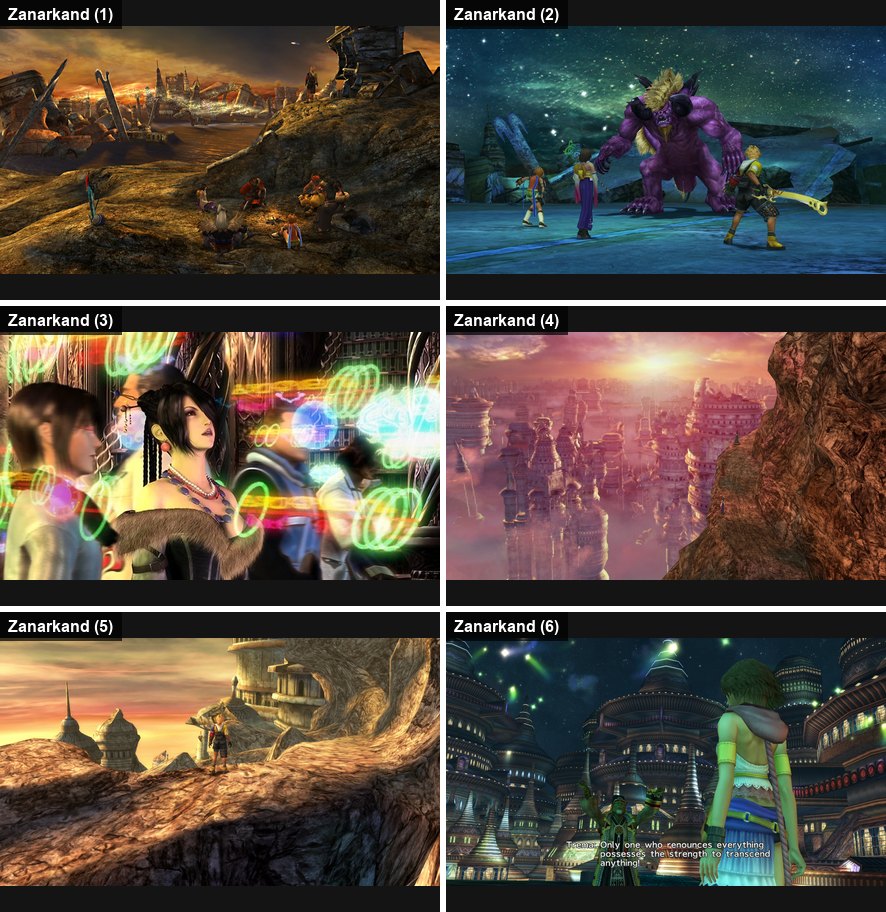 Zanarkand (1)
Zanarkand (2)
Zanarkand (3)
Zanarkand (4)
Zanarkand (5)
Zanarkand (6)
Trema: Only one who renounces everything
possesses the strength to transcend
anything!